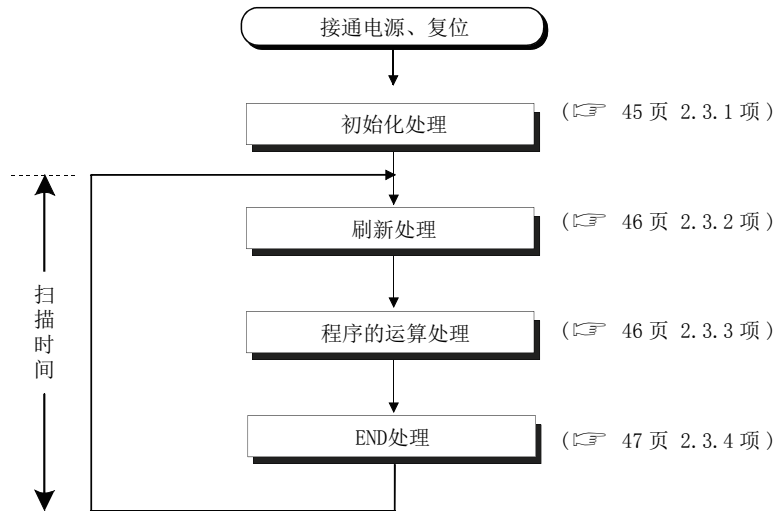 接通电源、复位
初始化处理
(☞ 45 页 2.3.1 项)
刷新处理
(☞ 46 页 2.3.2 项)
扫描时间
程序的运算处理
(☞ 46 页 2.3.3 项)
END处理
(☞ 47 页 2.3.4 项)